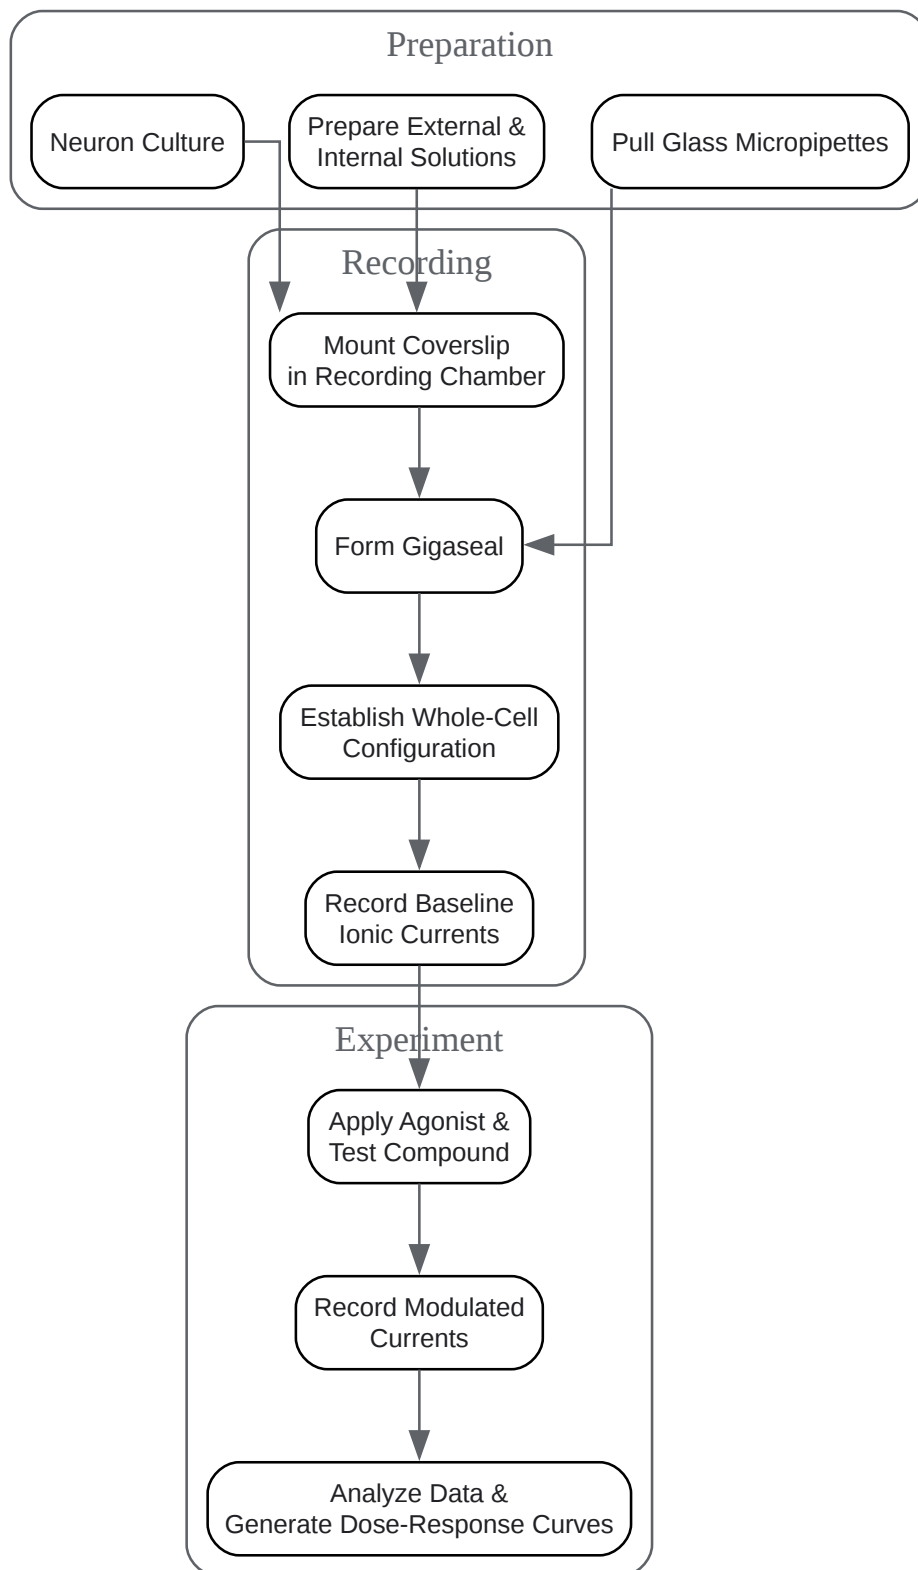 Preparation
Neuron Culture
Prepare External &
Internal Solutions
Pull Glass Micropipettes
Recording
Mount Coverslip
in Recording Chamber
Form Gigaseal
Establish Whole-Cell
Configuration
Record Baseline
Ionic Currents
Experiment
Apply Agonist &
Test Compound
Record Modulated
Currents
Analyze Data &
Generate Dose-Response Curves